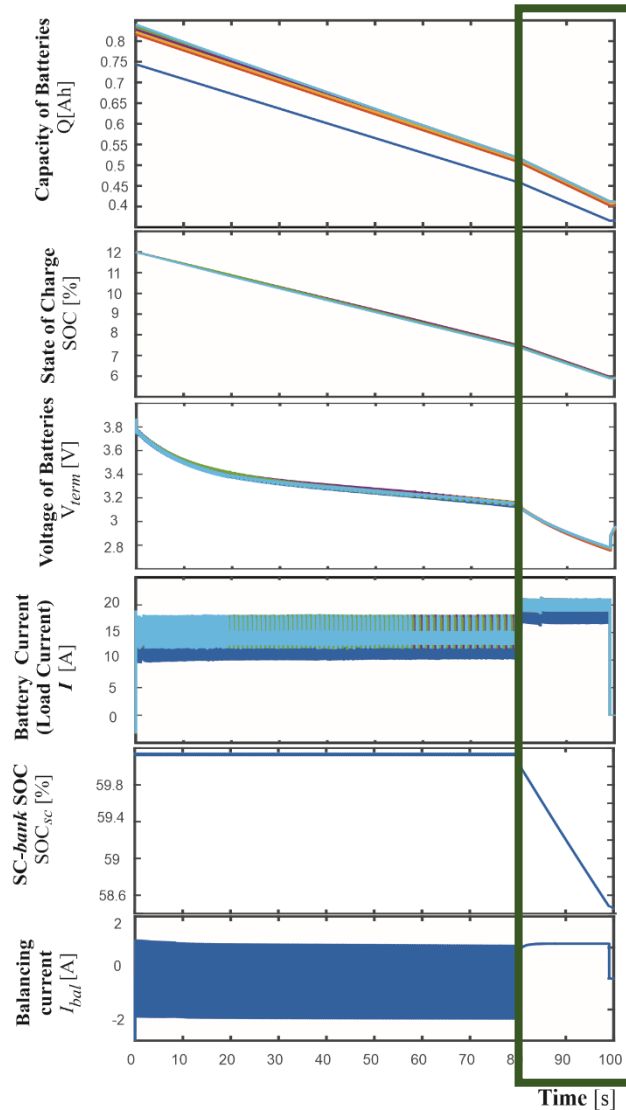 Capacity of Batteries
Q[Ah]
0.8
0.75
0.7
0.65
0.6
0.55
0.5
0.45
0.4
State of Charge
SOC [%]
12
11
10
9
8
7
6
Voltage of Batteries
Vterm [V]
3.8
3.6
3.4
3.2
3
2.8
Battery Current
(Load Current)
I [A]
20
15
10
5
0
SC-bank SOC
SOCsc [%]
59.8
59.4
59
58.6
Balancing
current
Ibal [A]
2
0
-2
0 10 20 30 40 50 60 70 80 90 100
Time [s]